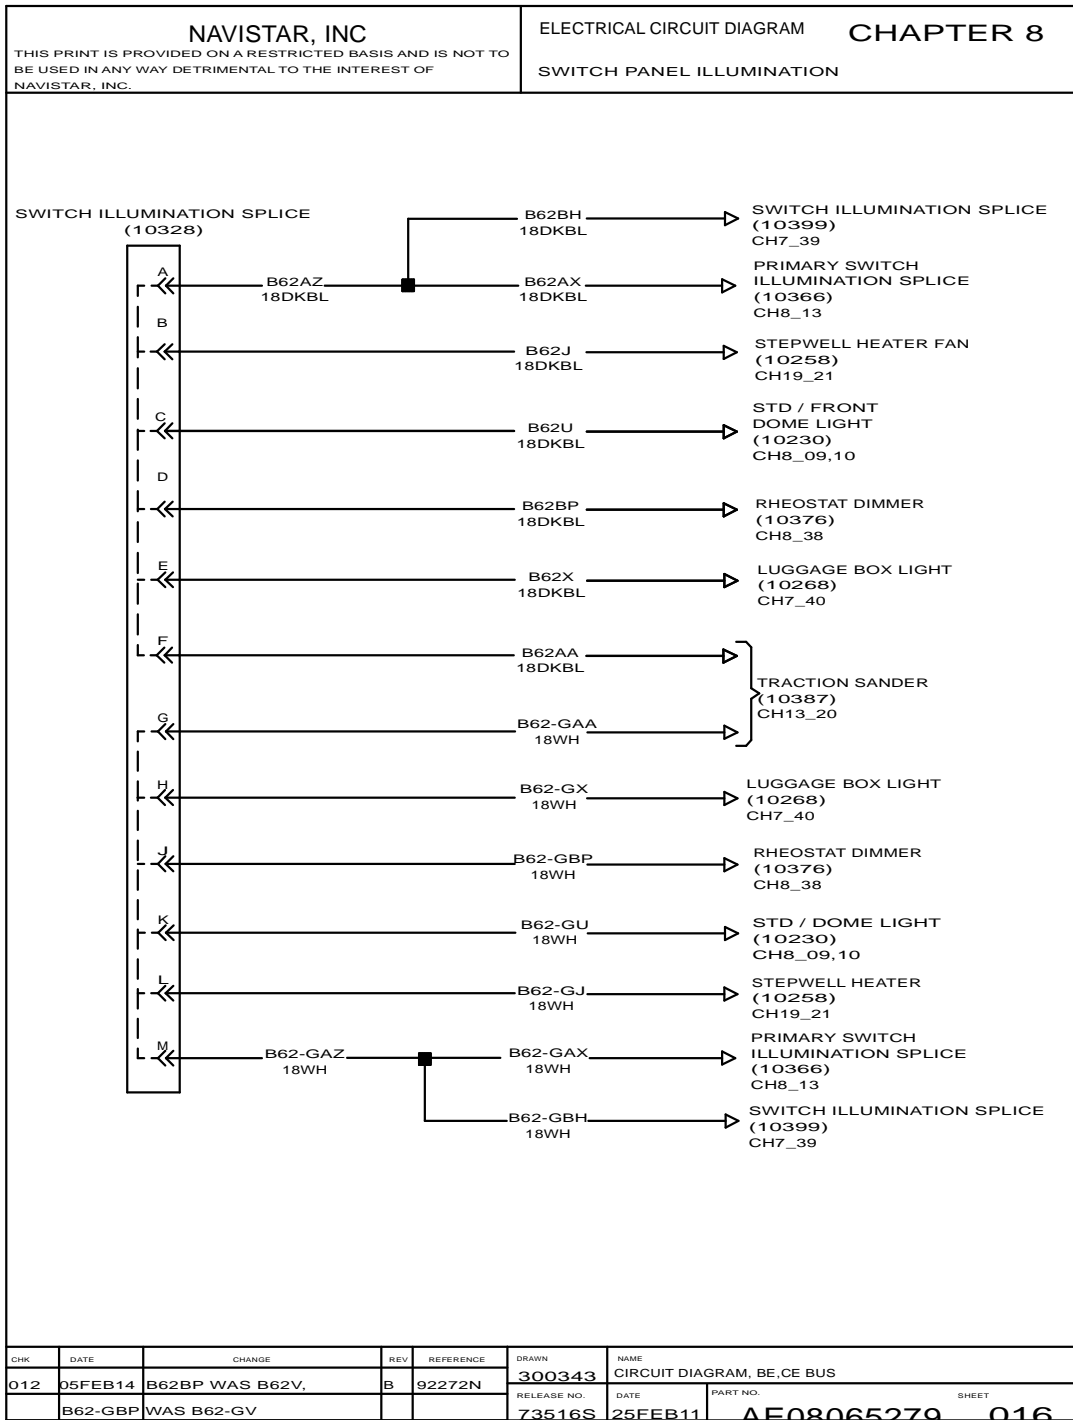 NAVISTAR, INC
THIS PRINT IS PROVIDED ON A RESTRICTED BASIS AND IS NOT TO
BE USED IN ANY WAY DETRIMENTAL TO THE INTEREST OF
NAVISTAR, INC.
ELECTRICAL CIRCUIT DIAGRAM CHAPTER 8
SWITCH PANEL ILLUMINATION
SWITCH ILLUMINATION SPLICE
(10328)
B62BH
18DKBL
SWITCH ILLUMINATION SPLICE
(10399)
CH7_39
A
B62AZ
18DKBL
B62AX
18DKBL
PRIMARY SWITCH
ILLUMINATION SPLICE
(10366)
CH8_13
B
B62J
18DKBL
STEPWELL HEATER FAN
(10258)
CH19_21
C
B62U
18DKBL
STD / FRONT
DOME LIGHT
(10230)
CH8_09,10
D
B62BP
18DKBL
RHEOSTAT DIMMER
(10376)
CH8_38
E
B62X
18DKBL
LUGGAGE BOX LIGHT
(10268)
CH7_40
F
B62AA
18DKBL
TRACTION SANDER
(10387)
CH13_20
G
B62-GAA
18WH
H
B62-GX
18WH
LUGGAGE BOX LIGHT
(10268)
CH7_40
J
B62-GBP
18WH
RHEOSTAT DIMMER
(10376)
CH8_38
K
B62-GU
18WH
STD / DOME LIGHT
(10230)
CH8_09,10
L
B62-GJ
18WH
STEPWELL HEATER
(10258)
CH19_21
M
B62-GAZ
18WH
B62-GAX
18WH
PRIMARY SWITCH
ILLUMINATION SPLICE
(10366)
CH8_13
B62-GBH
18WH
SWITCH ILLUMINATION SPLICE
(10399)
CH7_39
CHK DATE CHANGE REV REFERENCE
012 05FEB14 B62BP WAS B62V, B 92272N
B62-GBP WAS B62-GV
DRAWN
300343
NAME
CIRCUIT DIAGRAM, BE,CE BUS
RELEASE NO.
73516S
DATE
25FEB11
PART NO.
AE08065279
SHEET
016